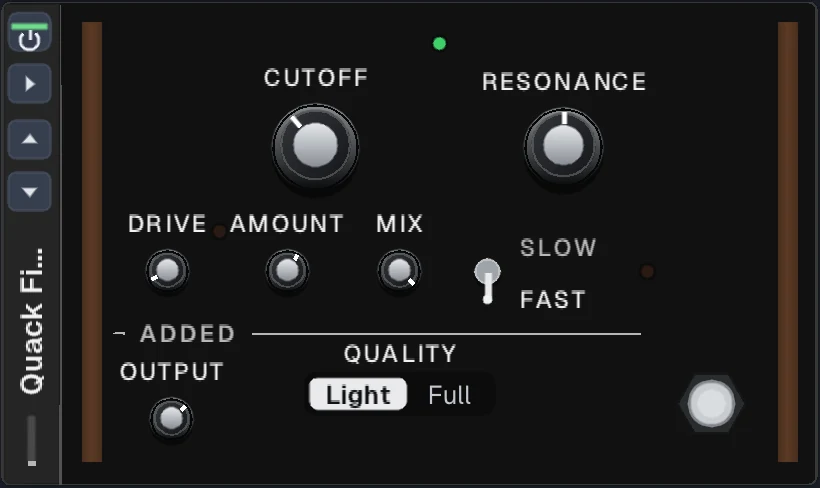 CUTOFF
RESONANCE
DRIVE
AMOUNT
MIX
SLOW
FAST
ADDED
OUTPUT
QUALITY
Light
Full
Quack Fi...